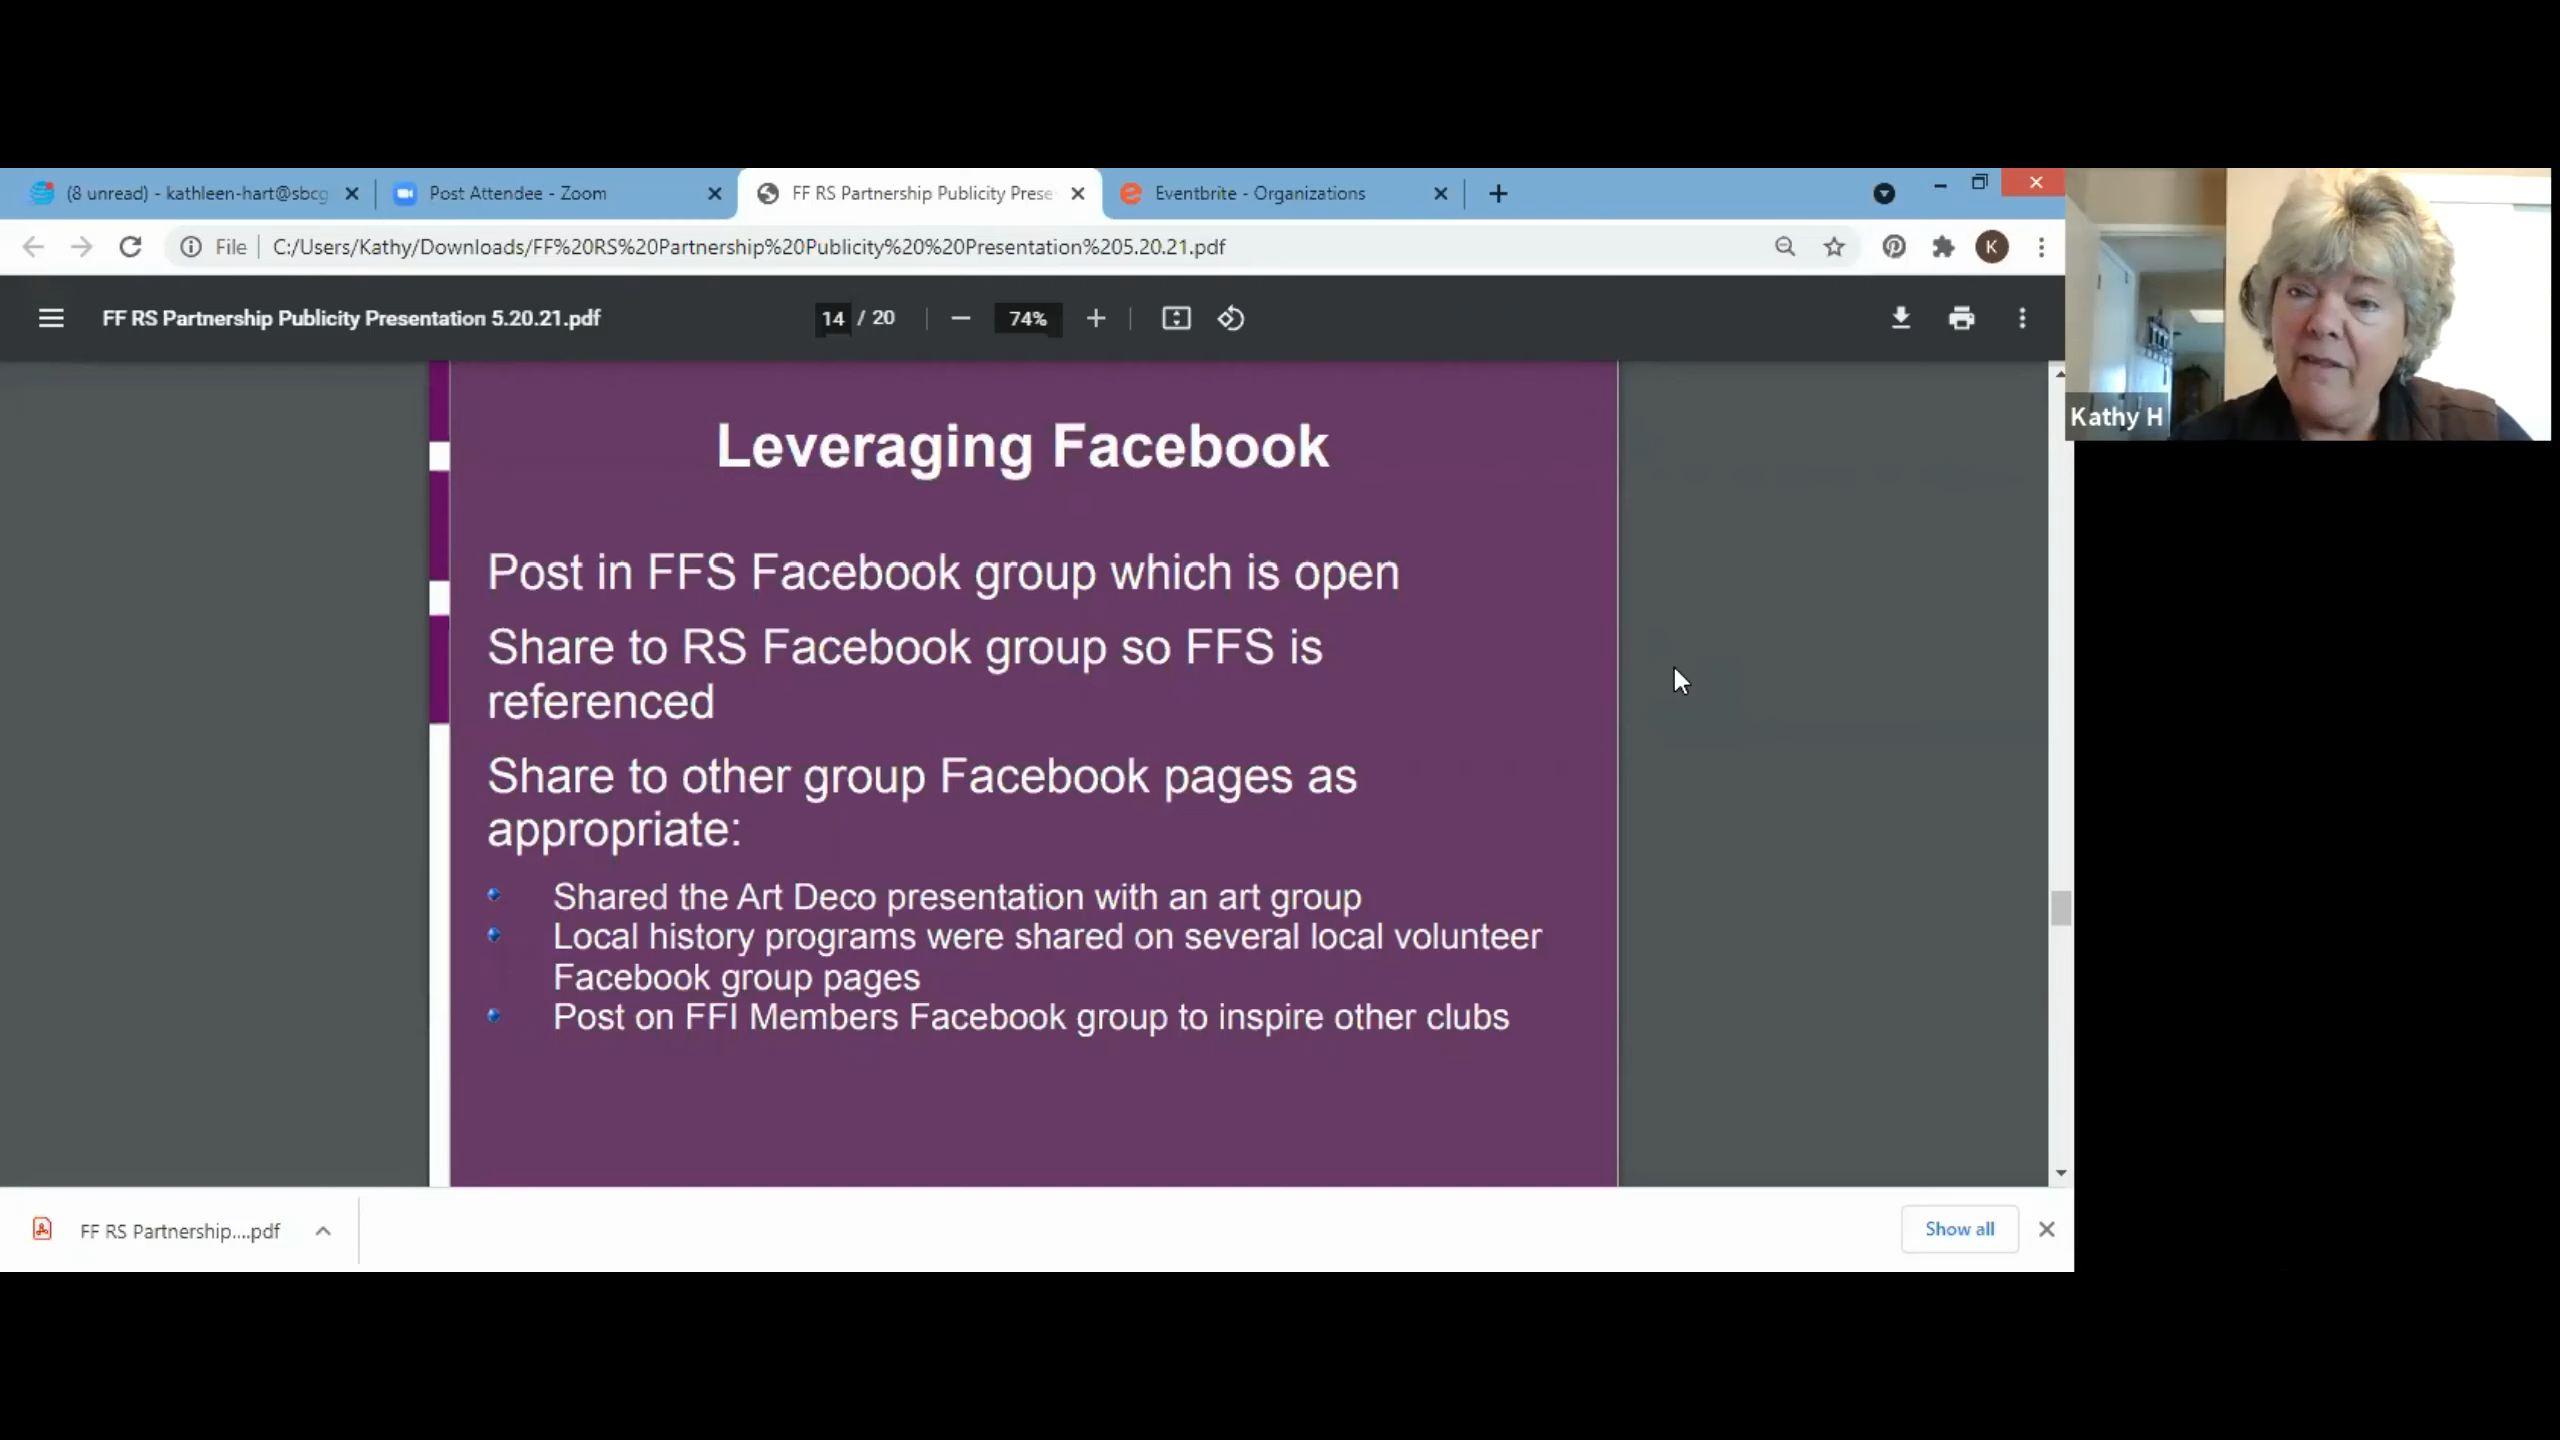 (8 unread) - kathleen-hart@sbcg
Post Attendee - Zoom
FF RS Partnership Publicity Prese
Eventbrite - Organizations
File
C:/Users/Kathy/Downloads/FF%20RS%20Partnership%20Publicity%20%20Presentation%205.20.21.pdf
K
FF RS Partnership Publicity Presentation 5.20.21.pdf
14 / 20
74%
Kathy H
Leveraging Facebook
Post in FFS Facebook group which is open
Share to RS Facebook group so FFS is
referenced
Share to other group Facebook pages as
appropriate:
Shared the Art Deco presentation with an art group
Local history programs were shared on several local volunteer
Facebook group pages
Post on FFI Members Facebook group to inspire other clubs
FF RS Partnership....pdf
Show all